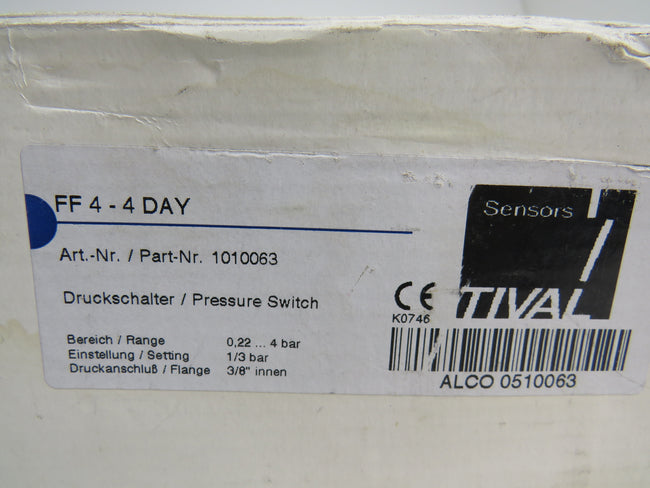 FF 4 - 4 DAY
Art.-Nr. / Part-Nr. 1010063
Druckschalter / Pressure Switch
Bereich / Range 0,22 ... 4 bar
Einstellung / Setting 1/3 bar
Druckanschluß / Flange 3/8" innen
Sensors
TIVAL
CE
K0746
ALCO 0510063